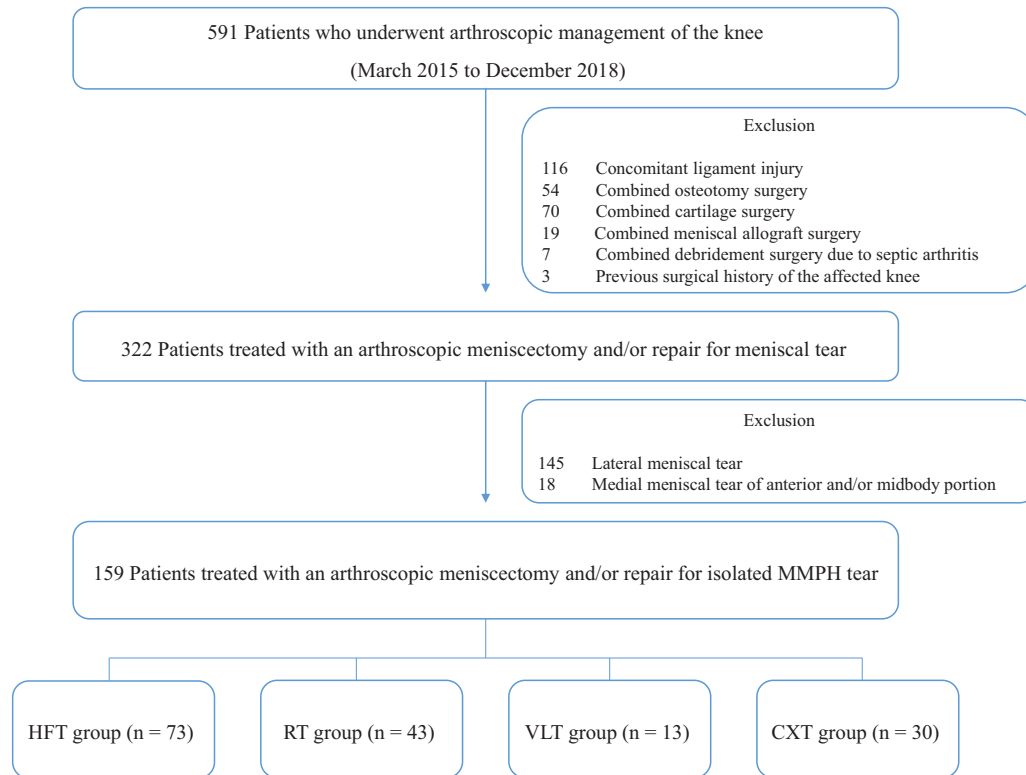 591 Patients who underwent arthroscopic management of the knee
(March 2015 to December 2018)
Exclusion
116 Concomitant ligament injury
54 Combined osteotomy surgery
70 Combined cartilage surgery
19 Combined meniscal allograft surgery
7 Combined debridement surgery due to septic arthritis
3 Previous surgical history of the affected knee
322 Patients treated with an arthroscopic meniscectomy and/or repair for meniscal tear
Exclusion
145 Lateral meniscal tear
18 Medial meniscal tear of anterior and/or midbody portion
159 Patients treated with an arthroscopic meniscectomy and/or repair for isolated MMPH tear
HFT group (n = 73)
RT group (n = 43)
VLT group (n = 13)
CXT group (n = 30)